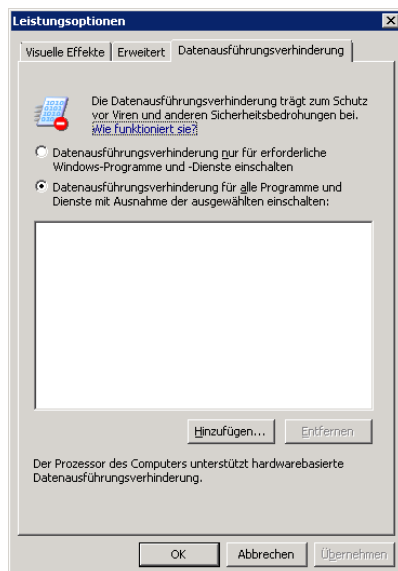 Leistungsoptionen
Visuelle Effekte Erweitert Datenausführungsverhinderung
Die Datenausführungsverhinderung trägt zum Schutz
vor Viren und anderen Sicherheitsbedrohungen bei.
Wie funktioniert sie?
Datenausführungsverhinderung nur für erforderliche
Windows-Programme und -Dienste einschalten
Datenausführungsverhinderung für alle Programme und
Dienste mit Ausnahme der ausgewählten einschalten:
Hinzufügen... Entfernen
Der Prozessor des Computers unterstützt hardwarebasierte
Datenausführungsverhinderung.
OK Abbrechen Übernehmen